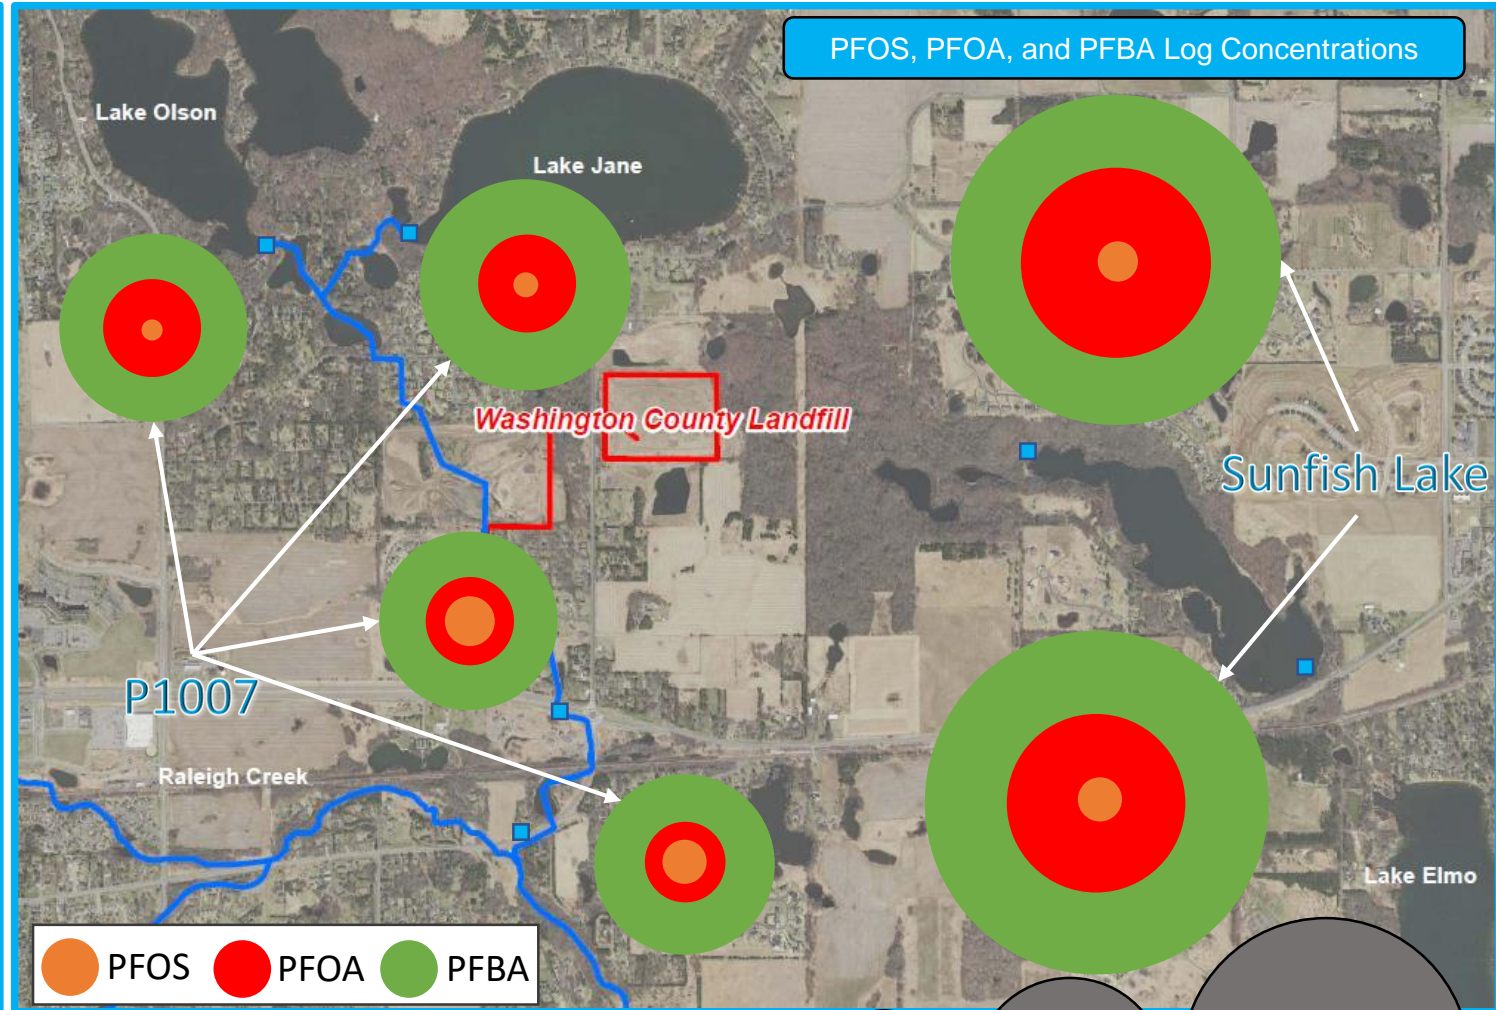 PFOS, PFOA, and PFBA Log Concentrations
Lake Olson
Lake Jane
Washington County Landfill
Sunfish Lake
P1007
Raleigh Creek
Lake Elmo
PFOS PFOA PFBA